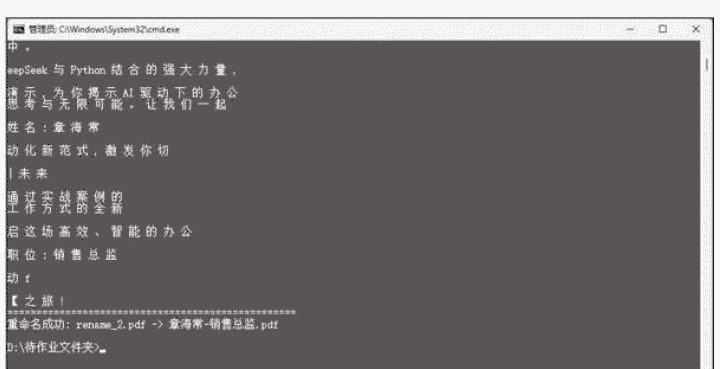 管理员: C:\Windows\System32\cmd.exe
中 。
eepSeek 与 Python 结 合 的 强 大 力 量 ,
演 示 , 为 你 揭 示 AI 驱 动 下 的 办 公
思 考 与 无 限 可 能 。 让 我 们 一 起
姓 名 : 章 海 常
动 化 新 范 式 , 激 发 你 切
| 未 来
通 过 实 战 案 例 的
工 作 方 式 的 全 新
启 这 场 高 效 、 智 能 的 办 公
职 位 : 销 售 总 监
动 f
【 之 旅 !
==================================================
重命名成功: rename_2.pdf -> 章海常-销售总监.pdf
D:\待作业文件夹>